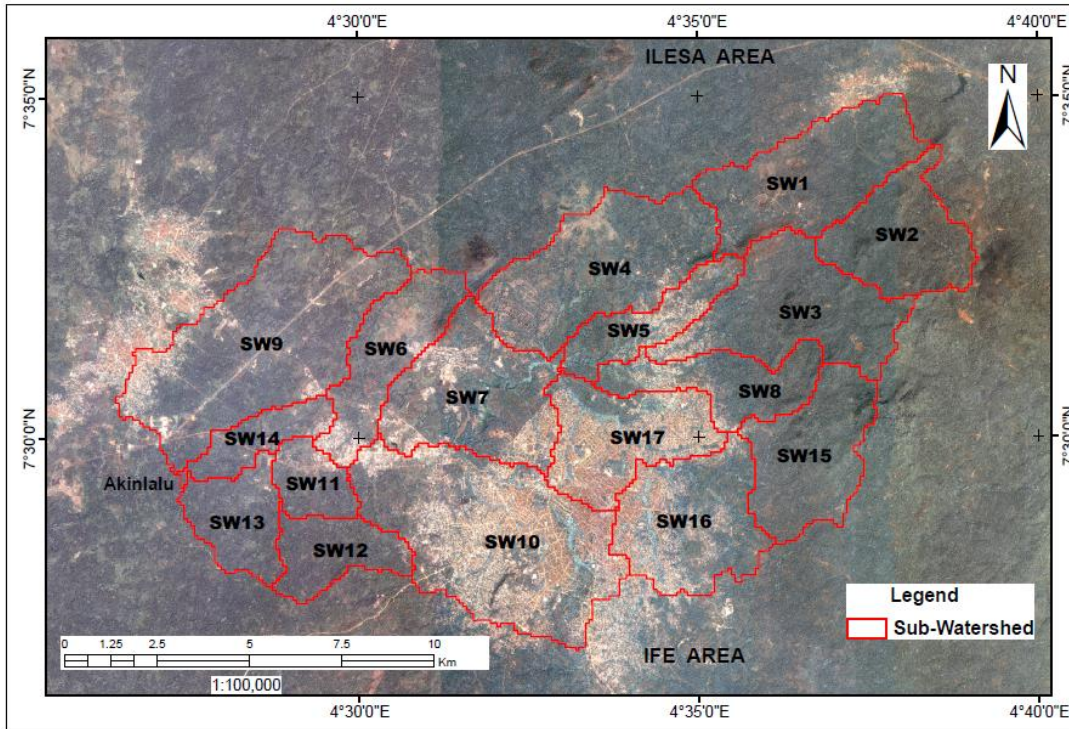 4°30'0"E 4°35'0"E 4°40'0"E
ILESA AREA
N
7°35'0"N 7°35'0"N
SW1
SW2
SW4
SW3
SW5
SW9 SW6
SW8
SW7
SW14 SW17
7°30'0"N 7°30'0"N
SW15
Akinlalu SW11
SW13 SW16
SW10
SW12
Legend
Sub-Watershed
0 1.25 2.5 5 7.5 10
Km
IFE AREA
1:100,000
4°30'0"E 4°35'0"E 4°40'0"E